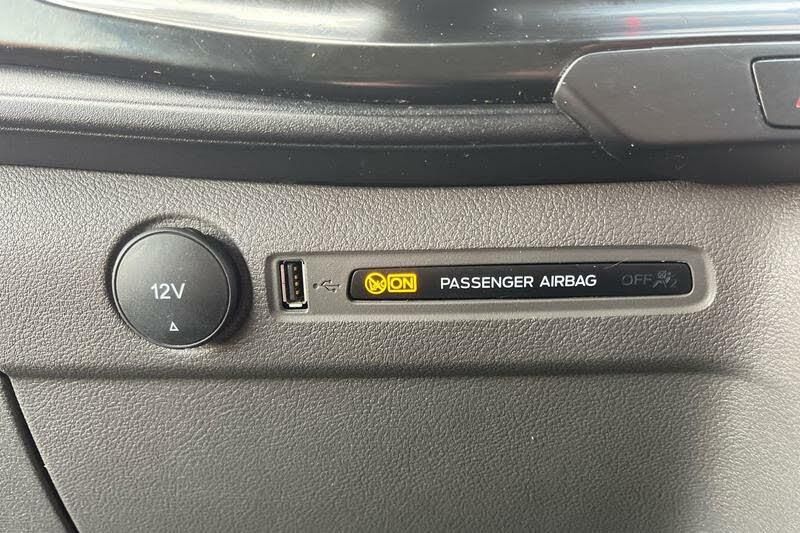 12V
ON PASSENGER AIRBAG OFF